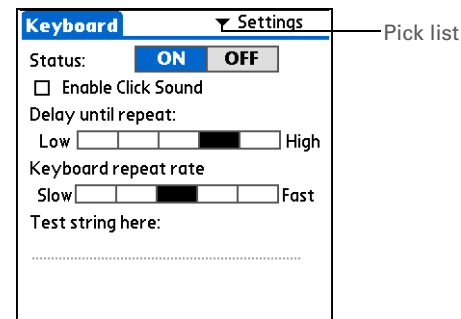 Keyboard Settings Pick list
Status: ON OFF
Enable Click Sound
Delay until repeat:
Low High
Keyboard repeat rate
Slow Fast
Test string here: